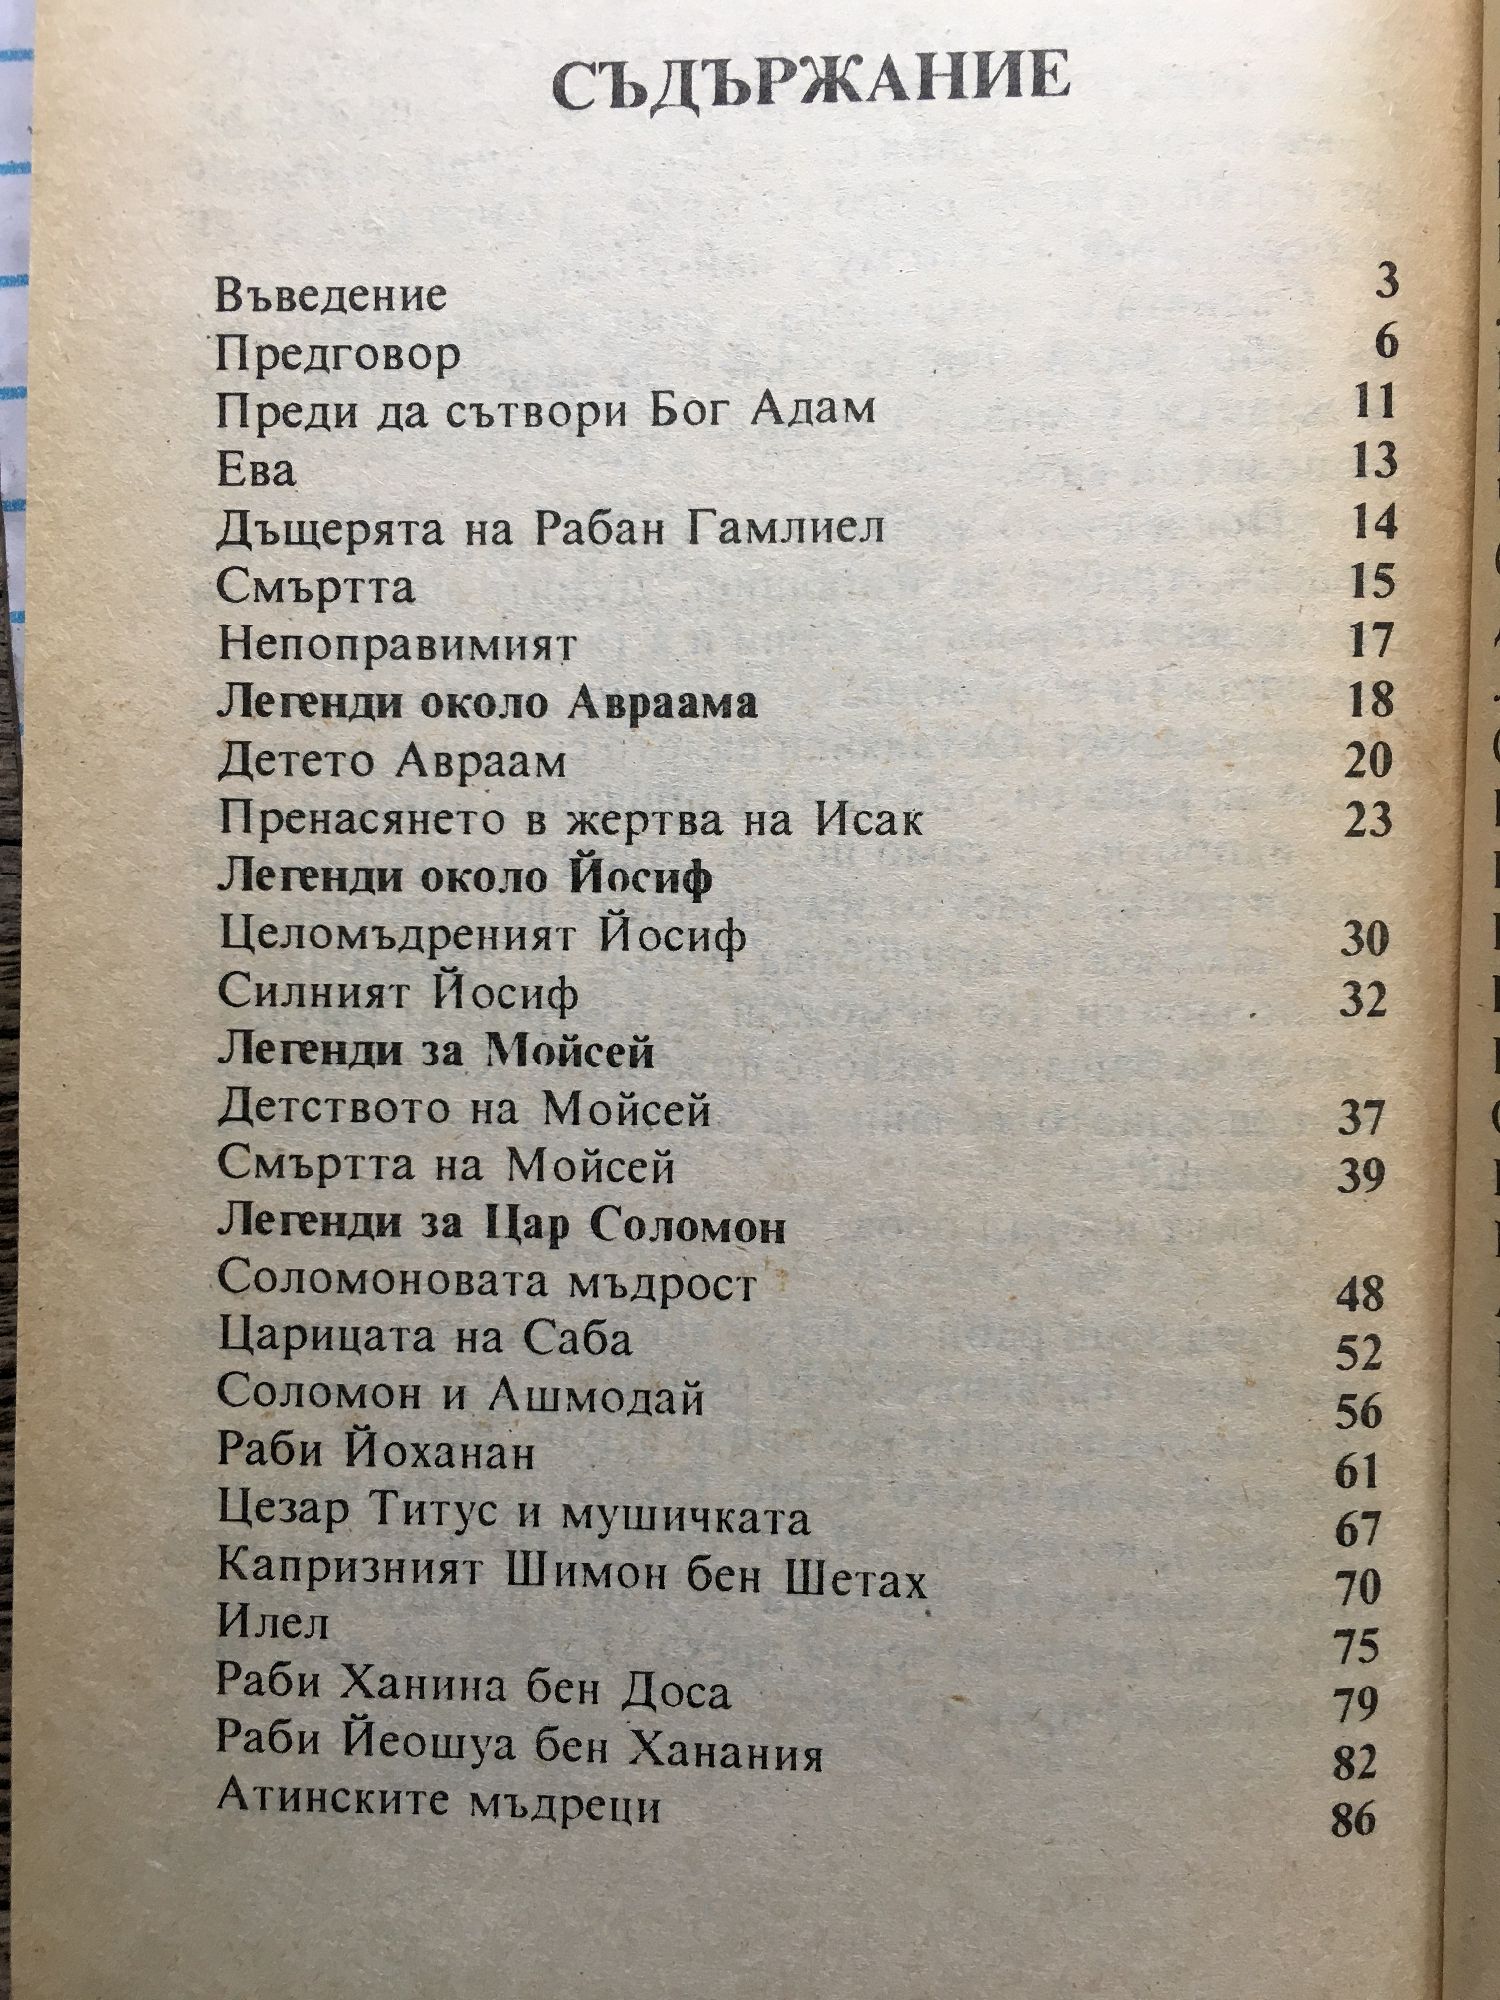 СЪДЪРЖАНИЕ
Въведение 3
Предговор 6
Преди да сътвори Бог Адам 11
Ева 13
Дъщерята на Рабан Гамлиел 14
Смъртта 15
Непоправимият 17
Легенди около Авраама 18
Детето Авраам 20
Пренасянето в жертва на Исак 23
Легенди около Йосиф
Целомъдреният Йосиф 30
Силният Йосиф 32
Легенди за Мойсей
Детството на Мойсей 37
Смъртта на Мойсей 39
Легенди за Цар Соломон
Соломоновата мъдрост 48
Царицата на Саба 52
Соломон и Ашмодай 56
Раби Йоханан 61
Цезар Титус и мушичката 67
Капризният Шимон бен Шетах 70
Илел 75
Раби Ханина бен Доса 79
Раби Йеошуа бен Ханания 82
Атинските мъдреци 86